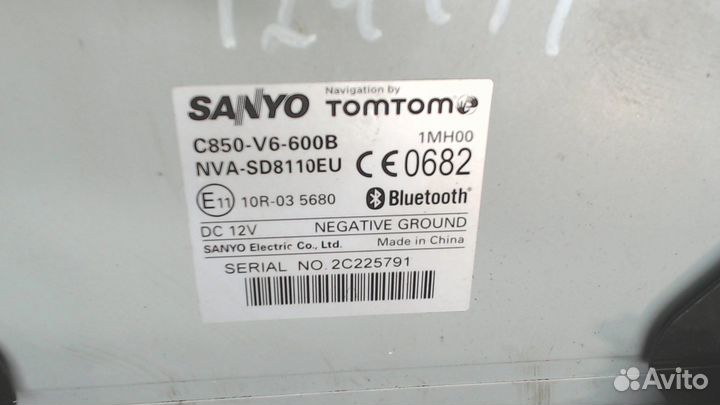 Navigation by
SANYO TOMTOM
C850-V6-600B 1MH00
NVA-SD8110EU CE0682
E11 10R-03 5680 Bluetooth®
DC 12V NEGATIVE GROUND
SANYO Electric Co., Ltd. Made in China
SERIAL NO. 2C225791
Avito